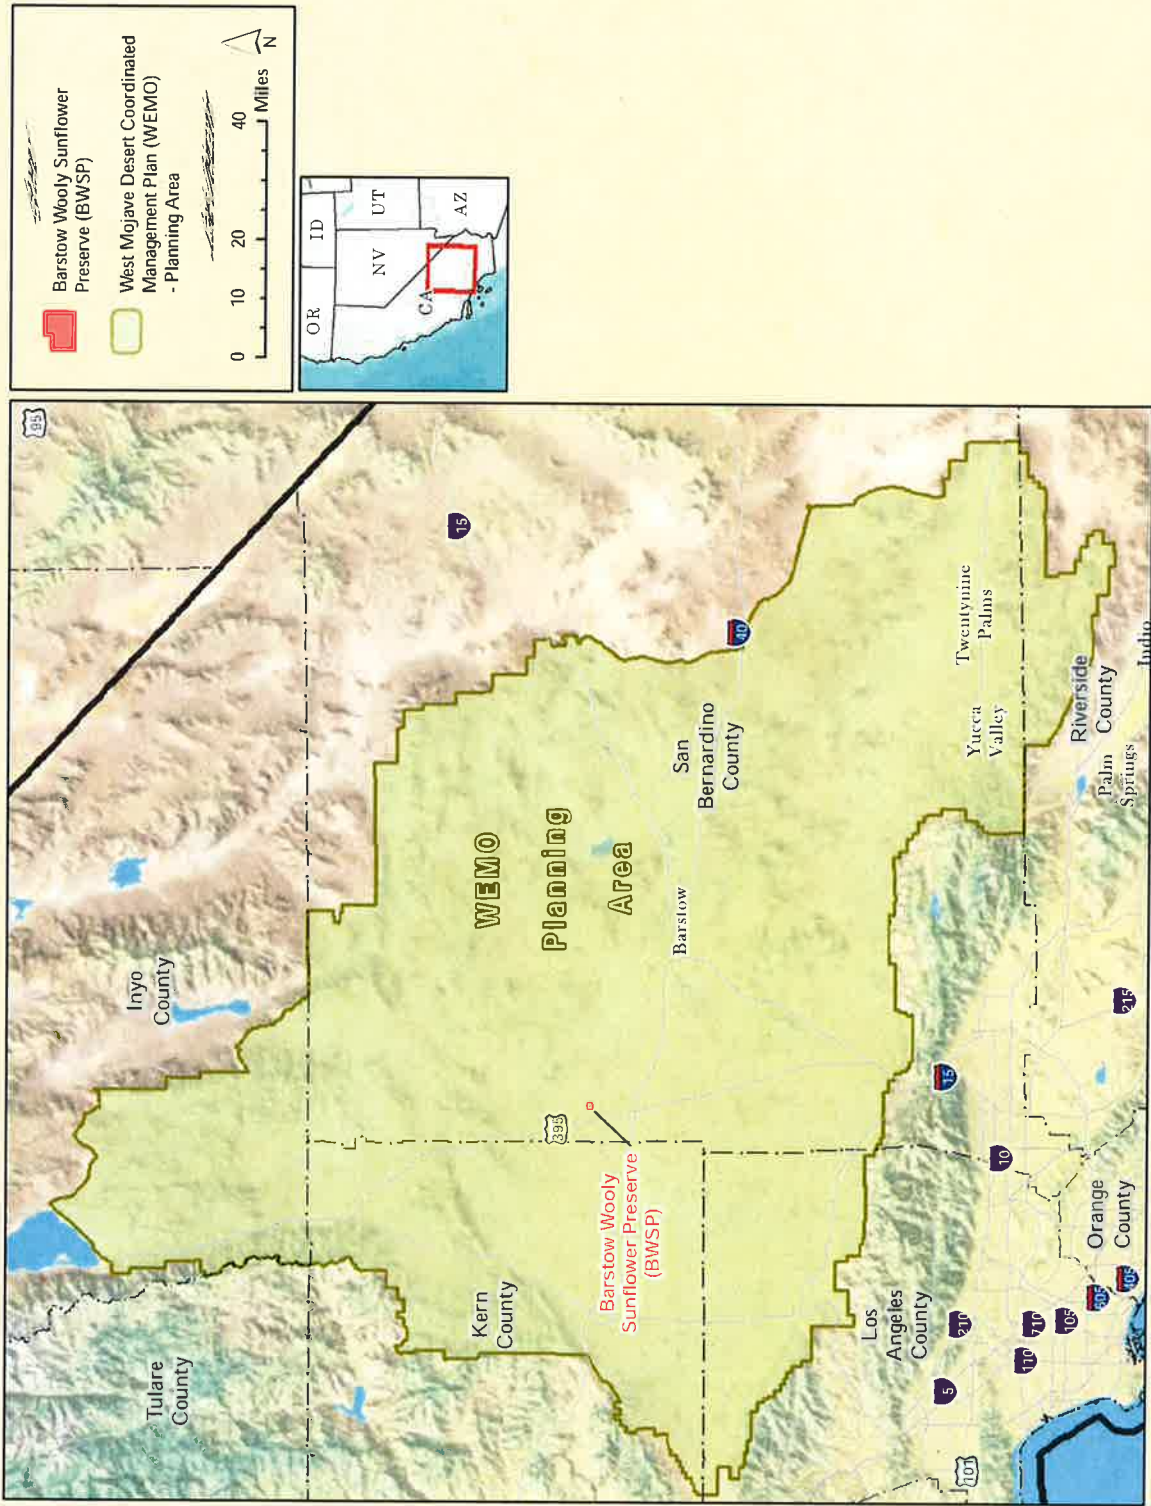 Barstow Wooly Sunflower
Preserve (BWSP)
West Mojave Desert Coordinated
Management Plan (WEMO)
- Planning Area
0
10
20
40
Miles
N
OR
ID
NV
UT
CA
AZ
95
15
Inyo
County
Tulare
County
Kern
County
395
WEMO
Planning
Area
Barstow
San
Bernardino
County
40
Barstow Wooly
Sunflower Preserve
(BWSP)
Twentynine
Palms
Yucca
Valley
Riverside
County
Palm
Springs
Indio
Los
Angeles
County
Orange
County
15
10
215
210
5
710
110
105
605
405
101